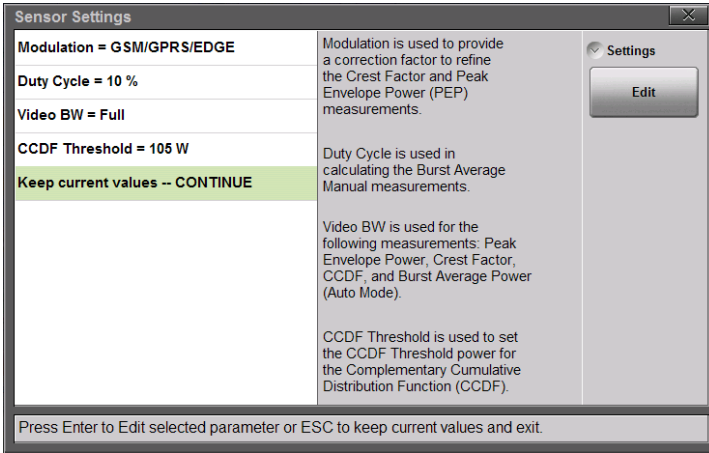 Sensor Settings
Modulation = GSM/GPRS/EDGE
Duty Cycle = 10 %
Video BW = Full
CCDF Threshold = 105 W
Keep current values -- CONTINUE
Modulation is used to provide
a correction factor to refine
the Crest Factor and Peak
Envelope Power (PEP)
measurements.
Duty Cycle is used in
calculating the Burst Average
Manual measurements.
Video BW is used for the
following measurements: Peak
Envelope Power, Crest Factor,
CCDF, and Burst Average Power
(Auto Mode).
CCDF Threshold is used to set
the CCDF Threshold power for
the Complementary Cumulative
Distribution Function (CCDF).
Settings
Edit
Press Enter to Edit selected parameter or ESC to keep current values and exit.